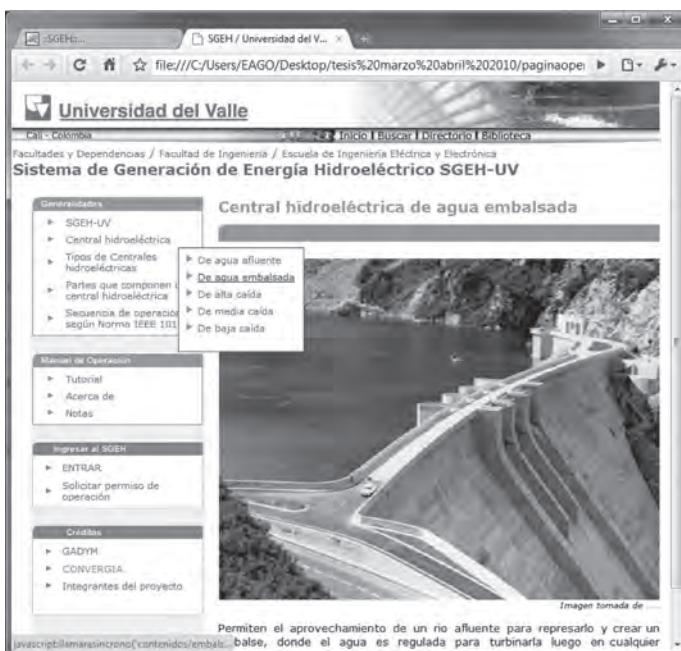 ::SGEH::...
SGEH / Universidad del V...
file:///C:/Users/EAGO/Desktop/tesis%20marzo%20abril%202010/paginaope
Universidad del Valle
Cali - Colombia
Inicio I Buscar I Directorio I Biblioteca
Facultades y Dependencias / Facultad de Ingeniería / Escuela de Ingeniería Eléctrica y Electrónica
Sistema de Generación de Energía Hidroeléctrico SGEH-UV
Generalidades
SGEH-UV
Central hidroeléctrica
Tipos de Centrales
hidroeléctricas
Partes que componen
central hidroeléctrica
Secuencia de operación
según Norma IEEE 101
De agua afluente
De agua embalsada
De alta caída
De media caída
De baja caída
Manual de Operación
Tutorial
Acerca de
Notas
Ingresar al SGEH
ENTRAR
Solicitar permiso de
operación
Créditos
GADYM
CONVERGIA
Integrantes del proyecto
Central hidroeléctrica de agua embalsada
Imagen tomada de ....
Permiten el aprovechamiento de un rio afluente para represarlo y crear un
balse, donde el agua es regulada para turbinarla luego en cualquier
javascript:llamarasincrono('contenidos/embals...